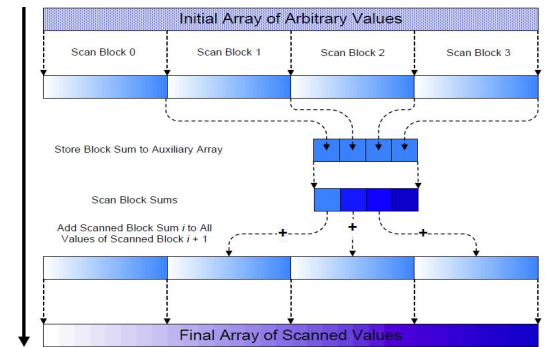 Initial Array of Arbitrary Values
Scan Block 0 Scan Block 1 Scan Block 2 Scan Block 3
Store Block Sum to Auxiliary Array
Scan Block Sums
Add Scanned Block Sum i to All
Values of Scanned Block i + 1
+ + +
Final Array of Scanned Values